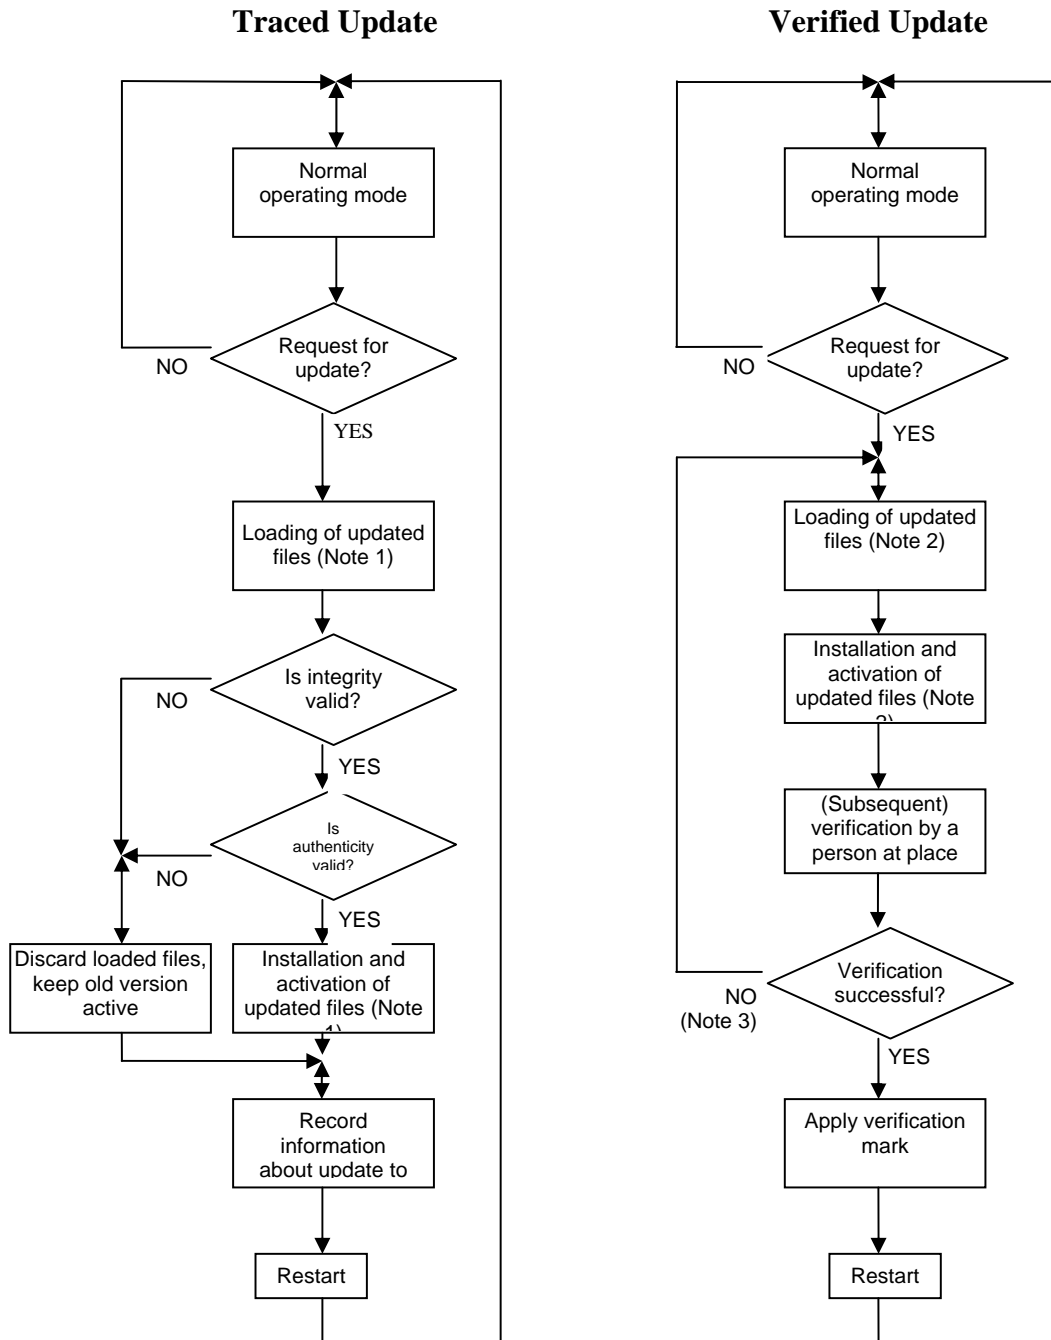 Traced Update
Normal
operating mode
Request for
update?
NO
YES
Loading of updated
files (Note 1)
Is integrity
valid?
NO
YES
Is
authenticity
valid?
NO
YES
Discard loaded files,
keep old version
active
Installation and
activation of
updated files (Note
Record
information
about update to
Restart
Verified Update
Normal
operating mode
Request for
update?
NO
YES
Loading of updated
files (Note 2)
Installation and
activation of
updated files (Note
(Subsequent)
verification by a
person at place
Verification
successful?
NO
(Note 3)
YES
Apply verification
mark
Restart